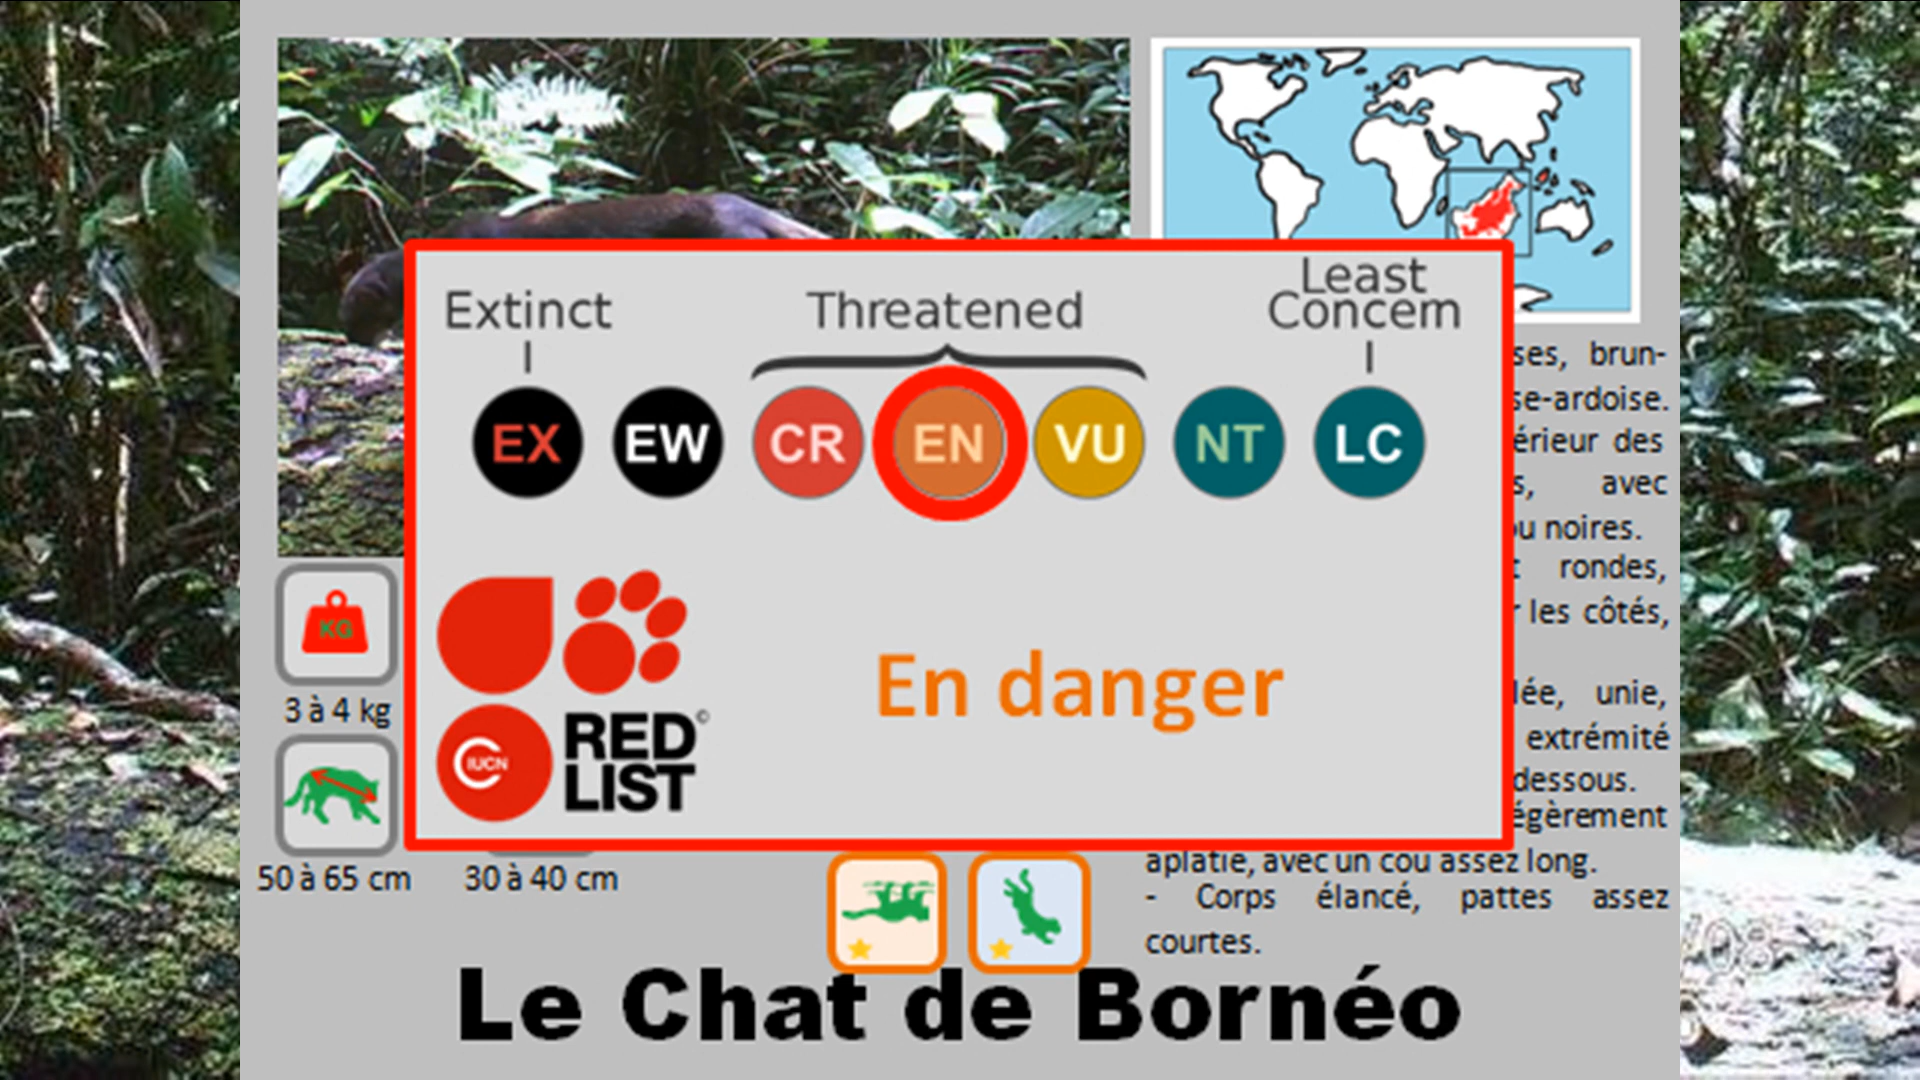 Extinct
Threatened
Least
Concern
EX EW CR EN VU NT LC
ses, brun-
se-ardoise.
érieur des
s, avec
ou noires.
rondes,
r les côtés,
KG
3 à 4 kg
En danger
IUCN
RED
LIST
©
lée, unie,
extrémité
dessous.
égèrement
50 à 65 cm
30 à 40 cm
aplatie, avec un cou assez long.
- Corps élancé, pattes assez
courtes.
Le Chat de Bornéo